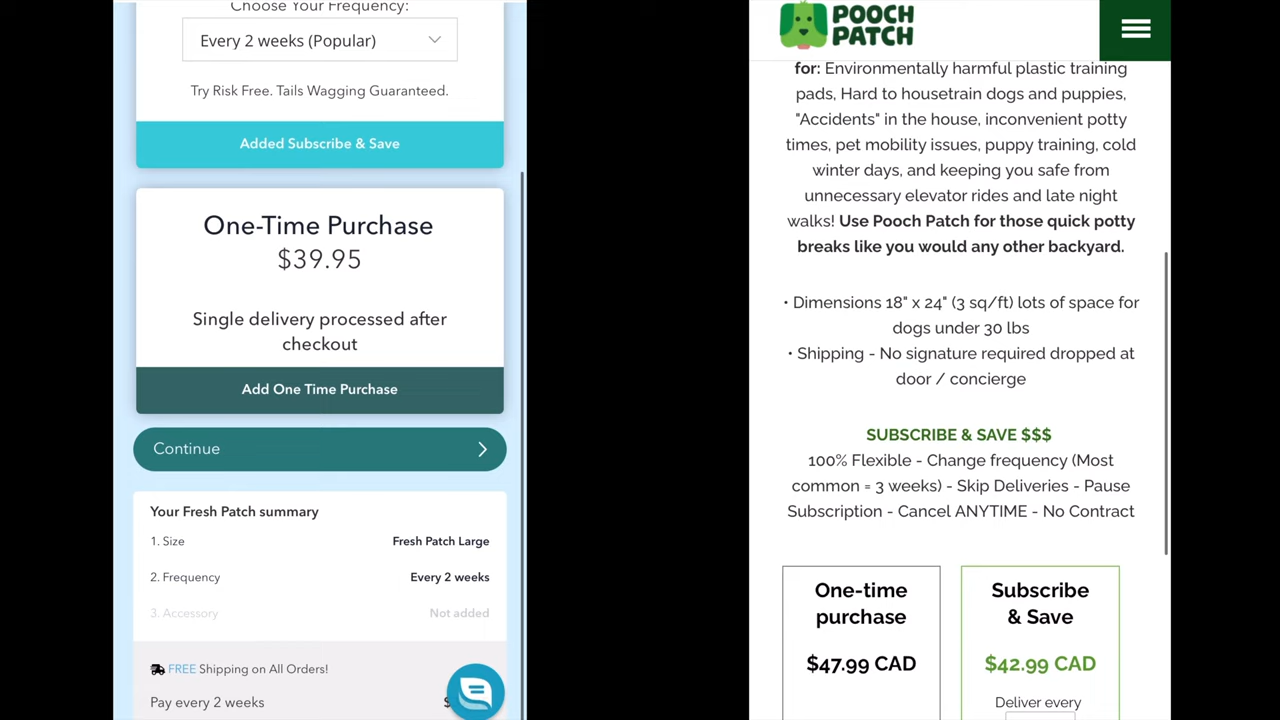 Choose Your Frequency:
Every 2 weeks (Popular)
Try Risk Free. Tails Wagging Guaranteed.
Added Subscribe & Save
One-Time Purchase
$39.95
Single delivery processed after
checkout
Add One Time Purchase
Continue
Your Fresh Patch summary
1. Size Fresh Patch Large
2. Frequency Every 2 weeks
3. Accessory Not added
FREE Shipping on All Orders!
Pay every 2 weeks
POOCH
PATCH
for: Environmentally harmful plastic training
pads, Hard to housetrain dogs and puppies,
"Accidents" in the house, inconvenient potty
times, pet mobility issues, puppy training, cold
winter days, and keeping you safe from
unnecessary elevator rides and late night
walks! Use Pooch Patch for those quick potty
breaks like you would any other backyard.
• Dimensions 18" x 24" (3 sq/ft) lots of space for
dogs under 30 lbs
• Shipping - No signature required dropped at
door / concierge
SUBSCRIBE & SAVE $$$
100% Flexible - Change frequency (Most
common = 3 weeks) - Skip Deliveries - Pause
Subscription - Cancel ANYTIME - No Contract
One-time
purchase
$47.99 CAD
Subscribe
& Save
$42.99 CAD
Deliver every